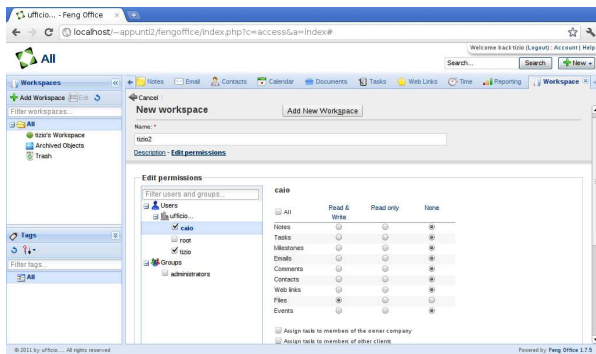 ufficio... - Feng Office
localhost/~appunti2/fengoffice/index.php?c=access&a=index#
Welcome back tizio (Logout) : Account | Help
All
Search...
Search
New
Workspaces
Notes
Email
Contacts
Calendar
Documents
Tasks
Web Links
Time
Reporting
Workspace
Add Workspace
Edit
Filter workspaces...
All
tizio's Workspace
Archived Objects
Trash
Cancel
New workspace
Add New Workspace
Name: *
tizio2
Description - Edit permissions
Edit permissions
Filter users and groups...
Users
ufficio...
caio
root
tizio
Groups
administrators
caio
All
Read & Write
Read only
None
Notes
Tasks
Milestones
Emails
Comments
Contacts
Web links
Files
Events
Assign tasks to members of the owner company
Assign tasks to members of other clients
Tags
Filter tags...
All
© 2011 by ufficio.... All rights reserved
Powered by Feng Office 1.7.5